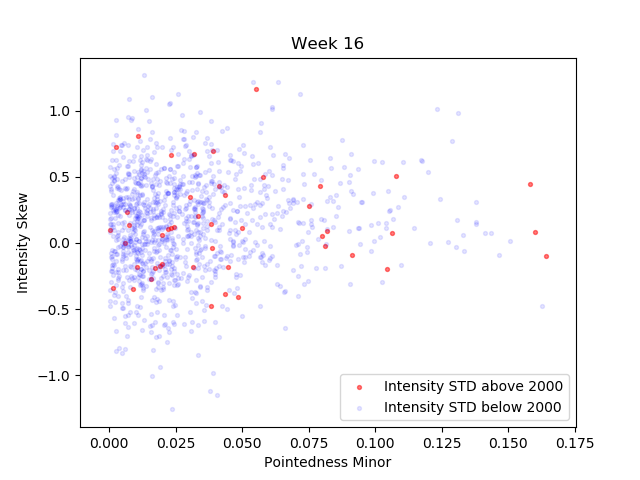 Week 16
Intensity Skew
1.0
0.5
0.0
−0.5
−1.0
Intensity STD above 2000
Intensity STD below 2000
0.000 0.025 0.050 0.075 0.100 0.125 0.150 0.175
Pointedness Minor